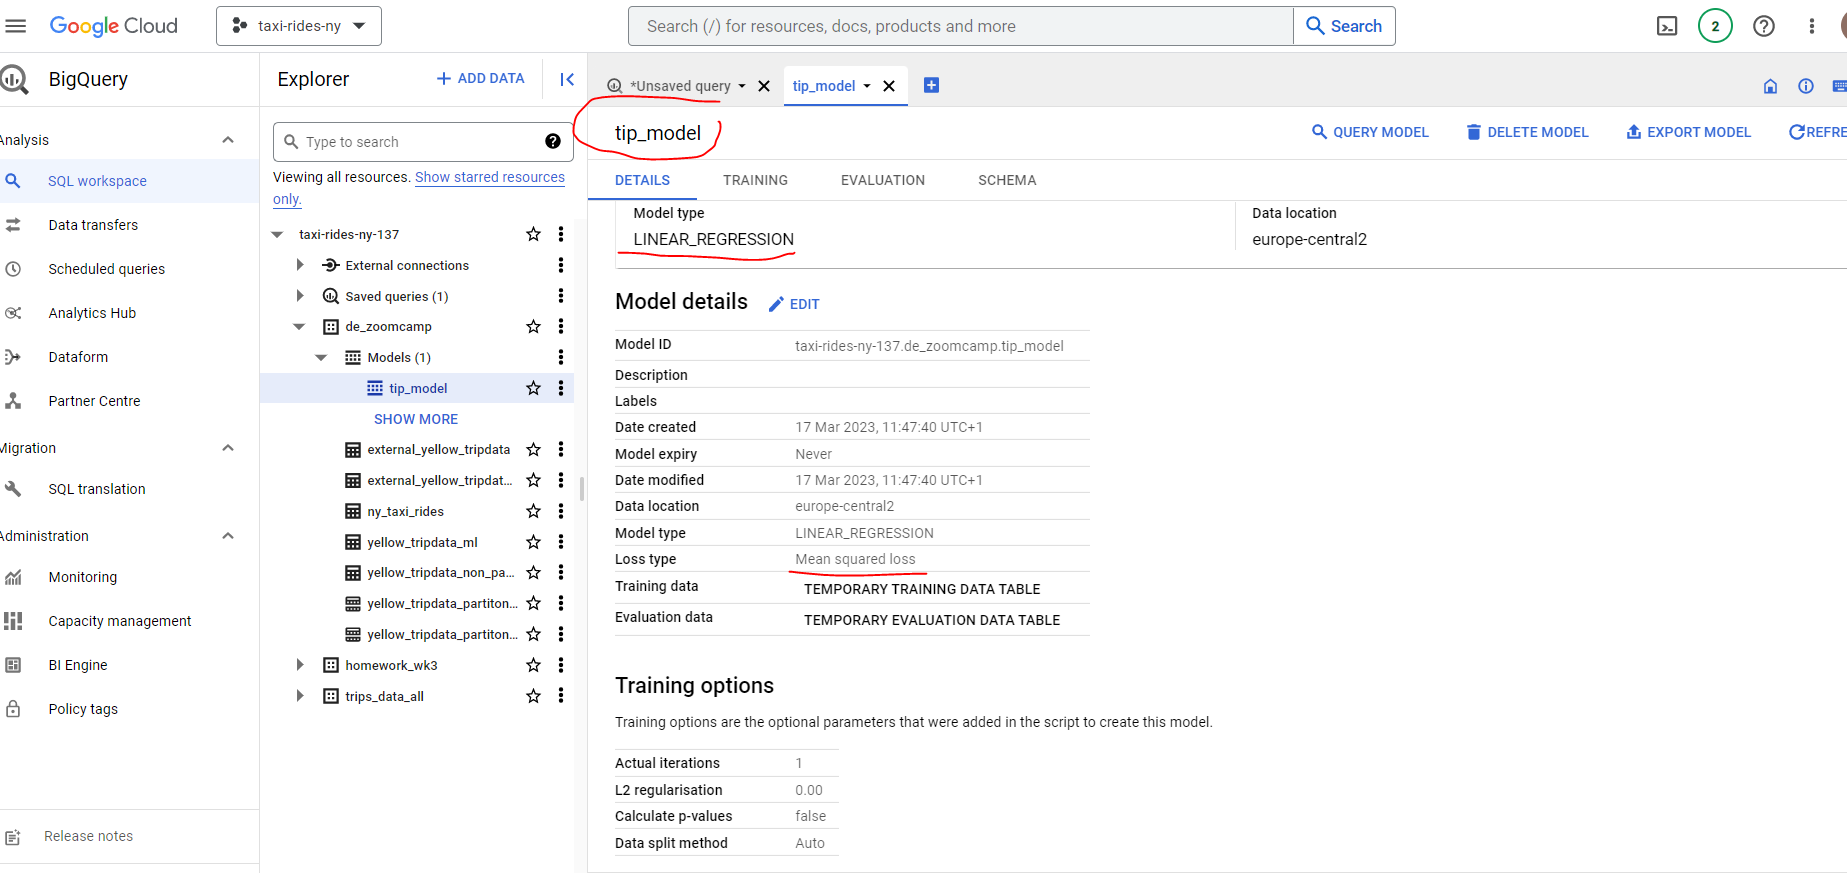 Google Cloud
taxi-rides-ny
Search (/) for resources, docs, products and more
Search
2
BigQuery
Analysis
SQL workspace
Data transfers
Scheduled queries
Analytics Hub
Dataform
Partner Centre
Migration
SQL translation
Administration
Monitoring
Capacity management
BI Engine
Policy tags
Release notes
Explorer
+ ADD DATA
Type to search
Viewing all resources. Show starred resources
only.
taxi-rides-ny-137
External connections
Saved queries (1)
de_zoomcamp
Models (1)
tip_model
SHOW MORE
external_yellow_tripdata
external_yellow_tripdat...
ny_taxi_rides
yellow_tripdata_ml
yellow_tripdata_non_pa...
yellow_tripdata_partiton...
yellow_tripdata_partiton...
homework_wk3
trips_data_all
*Unsaved query
tip_model
tip_model
QUERY MODEL
DELETE MODEL
EXPORT MODEL
REFRE
DETAILS
TRAINING
EVALUATION
SCHEMA
Model type
LINEAR_REGRESSION
Data location
europe-central2
Model details
EDIT
Model ID taxi-rides-ny-137.de_zoomcamp.tip_model
Description
Labels
Date created 17 Mar 2023, 11:47:40 UTC+1
Model expiry Never
Date modified 17 Mar 2023, 11:47:40 UTC+1
Data location europe-central2
Model type LINEAR_REGRESSION
Loss type Mean squared loss
Training data TEMPORARY TRAINING DATA TABLE
Evaluation data TEMPORARY EVALUATION DATA TABLE
Training options
Training options are the optional parameters that were added in the script to create this model.
Actual iterations 1
L2 regularisation 0.00
Calculate p-values false
Data split method Auto